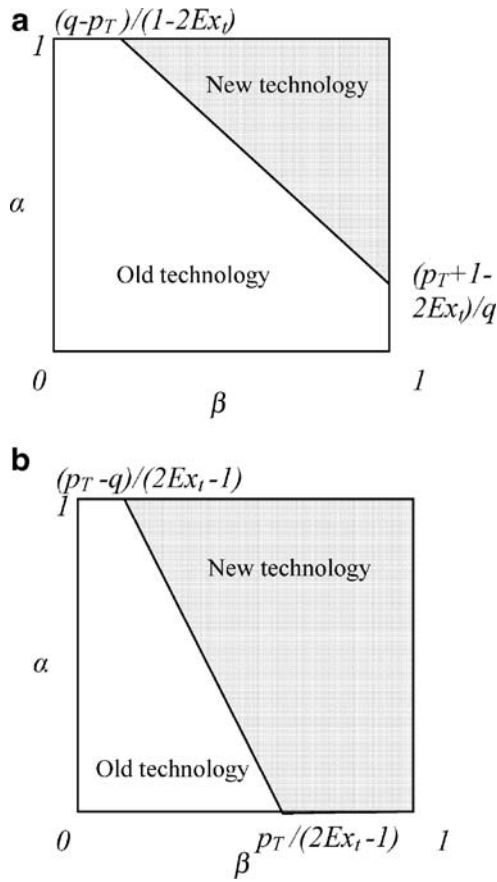 a
(q-p_T)/(1-2Ex_t)
1
New technology
α
Old technology
(p_T+1-
2Ex_t)/q
0
1
β
b
(p_T-q)/(2Ex_t-1)
1
New technology
α
Old technology
0
p_T/(2Ex_t-1)
1
β